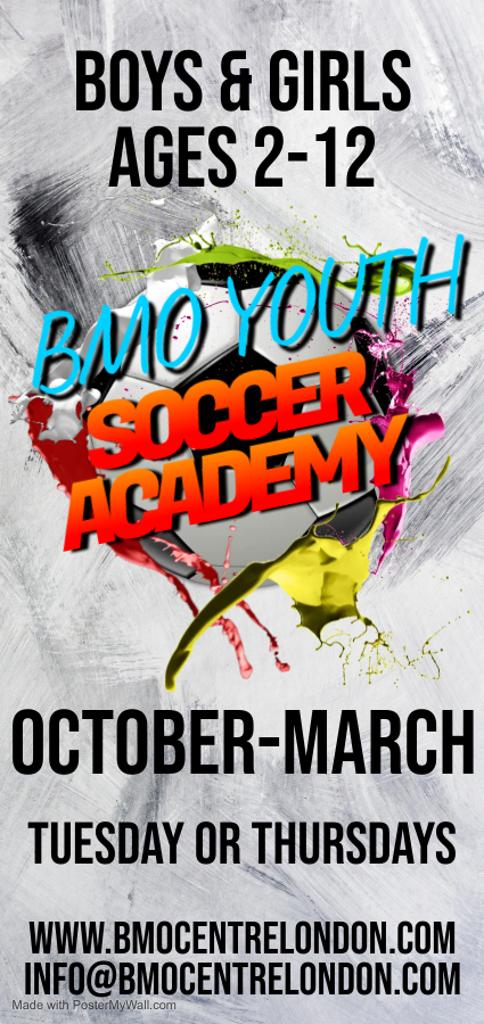 BOYS & GIRLS
AGES 2-12
BMO YOUTH
SOCCER
ACADEMY
OCTOBER-MARCH
TUESDAY OR THURSDAYS
WWW.BMOCENTRELONDON.COM
INFO@BMOCENTRELONDON.COM
Made with PosterMyWall.com